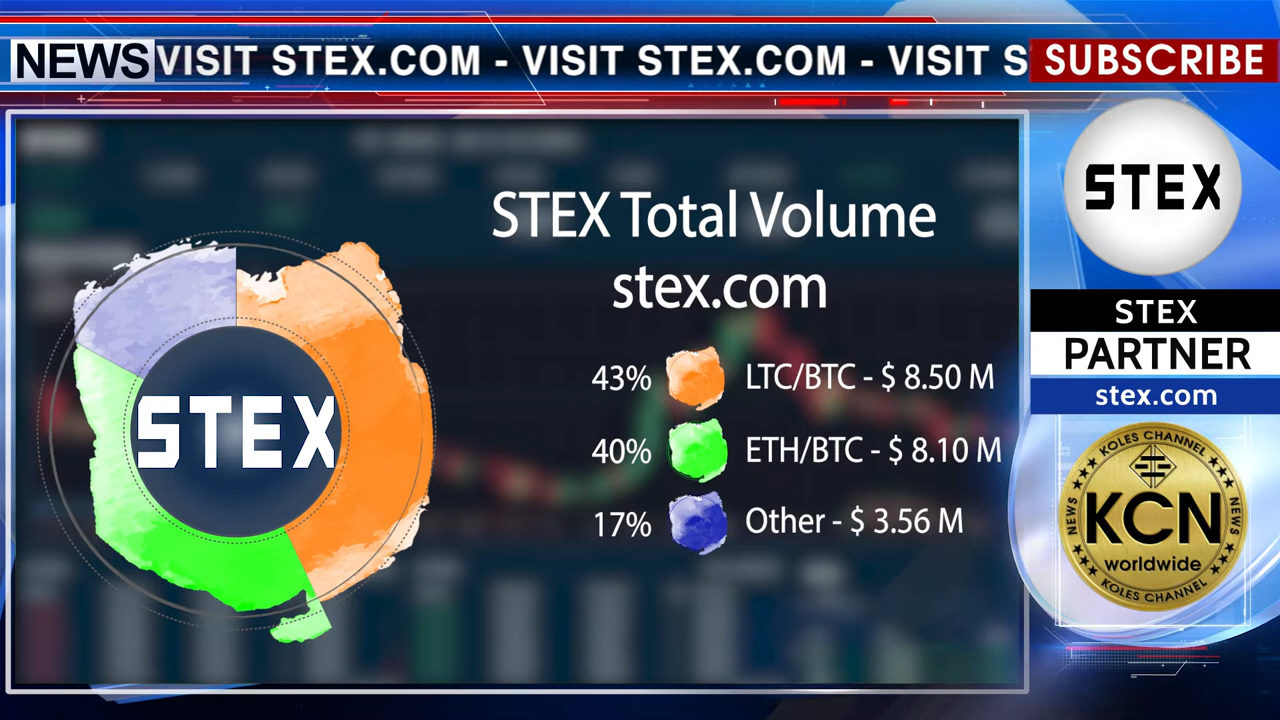 NEWS
VISIT STEX.COM - VISIT STEX.COM - VISIT S
SUBSCRIBE
STEX Total Volume
stex.com
43% LTC/BTC - $ 8.50 M
40% ETH/BTC - $ 8.10 M
17% Other - $ 3.56 M
STEX
STEX
STEX
PARTNER
stex.com
KOLES CHANNEL
NEWS
KCN
NEWS
worldwide
KOLES CHANNEL